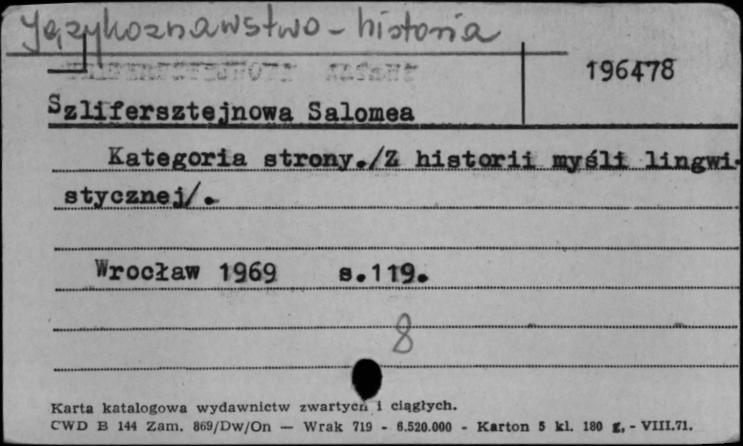 Językoznawstwo - historia
196478
Szlifersztejnowa Salomea
Kategoria strony./Z historii myśli lingwi-
stycznej/.
Wrocław 1969 s.119.
8
Karta katalogowa wydawnictw zwartych i ciągłych.
CWD B 144 Zam. 869/Dw/On — Wrak 719 - 6.520.000 - Karton 5 kl. 180 g, - VIII.71.